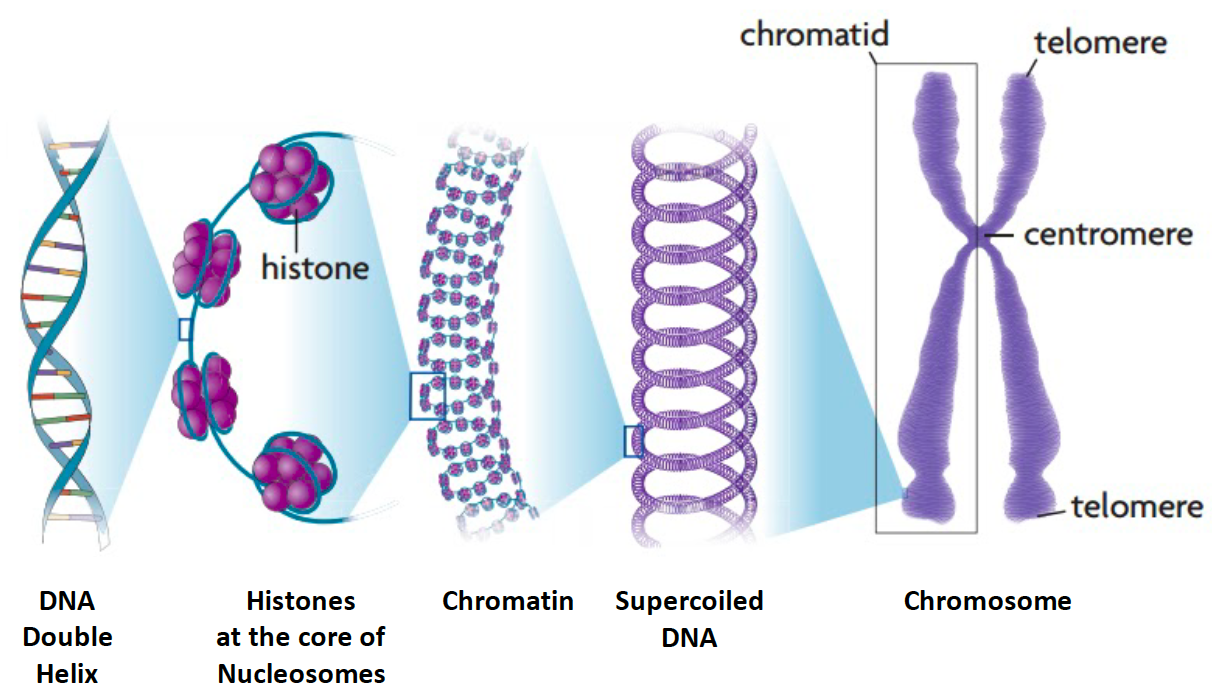 chromatid
telomere
histone
centromere
telomere
DNA
Double
Helix
Histones
at the core of
Nucleosomes
Chromatin
Supercoiled
DNA
Chromosome